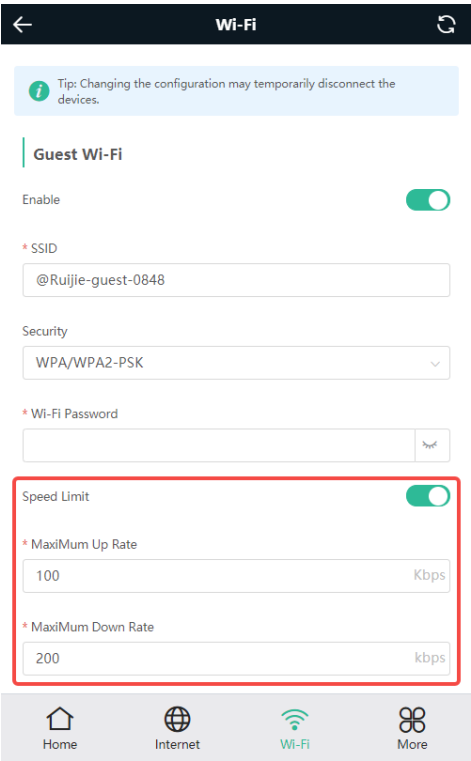 Wi-Fi
Tip: Changing the configuration may temporarily disconnect the
devices.
Guest Wi-Fi
Enable
* SSID
@Ruijie-guest-0848
Security
WPA/WPA2-PSK
* Wi-Fi Password
Speed Limit
* MaxiMum Up Rate
100 Kbps
* MaxiMum Down Rate
200 kbps
Home Internet Wi-Fi More